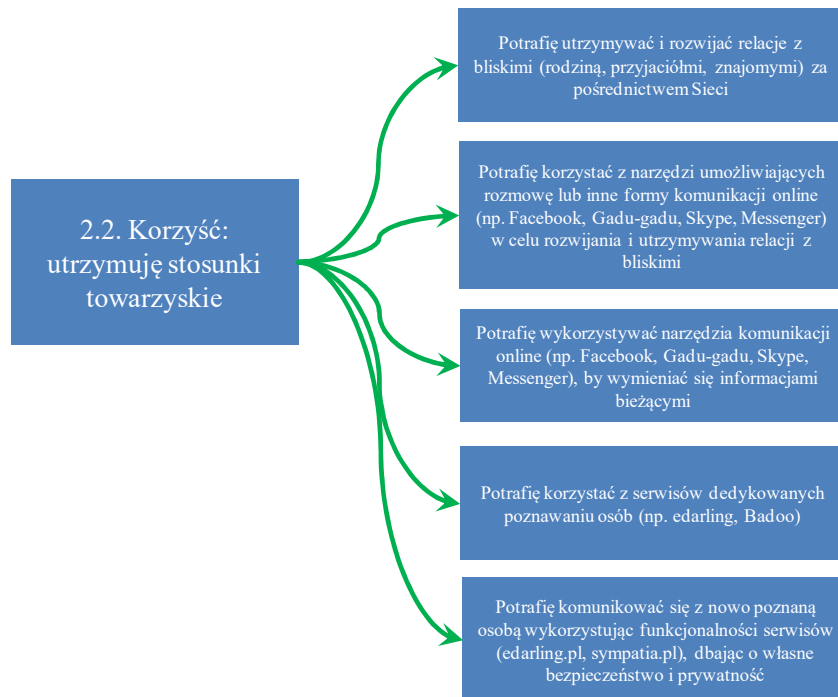 2.2. Korzyść:
utrzymuję stosunki
towarzyskie
Potrafię utrzymywać i rozwijać relacje z
bliskimi (rodziną, przyjaciółmi, znajomymi) za
pośrednictwem Sieci
Potrafię korzystać z narzędzi umożliwiających
rozmowę lub inne formy komunikacji online
(np. Facebook, Gadu-gadu, Skype, Messenger)
w celu rozwijania i utrzymywania relacji z
bliskimi
Potrafię wykorzystywać narzędzia komunikacji
online (np. Facebook, Gadu-gadu, Skype,
Messenger), by wymieniać się informacjami
bieżącymi
Potrafię korzystać z serwisów dedykowanych
poznawaniu osób (np. edarling, Badoo)
Potrafię komunikować się z nowo poznaną
osobą wykorzystując funkcjonalności serwisów
(edarling.pl, sympatia.pl), dbając o własne
bezpieczeństwo i prywatność